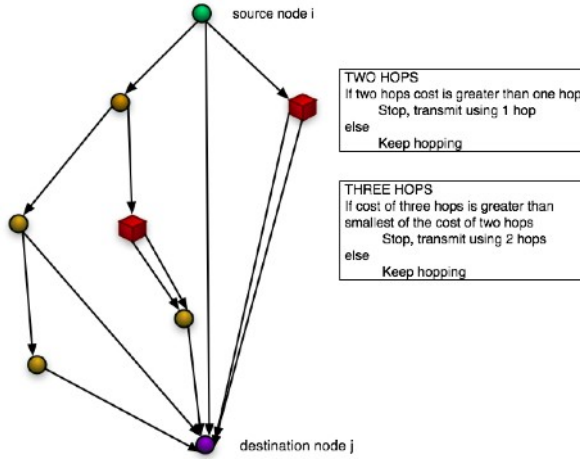 source node i
TWO HOPS
If two hops cost is greater than one hop
Stop, transmit using 1 hop
else
Keep hopping
THREE HOPS
If cost of three hops is greater than
smallest of the cost of two hops
Stop, transmit using 2 hops
else
Keep hopping
destination node j